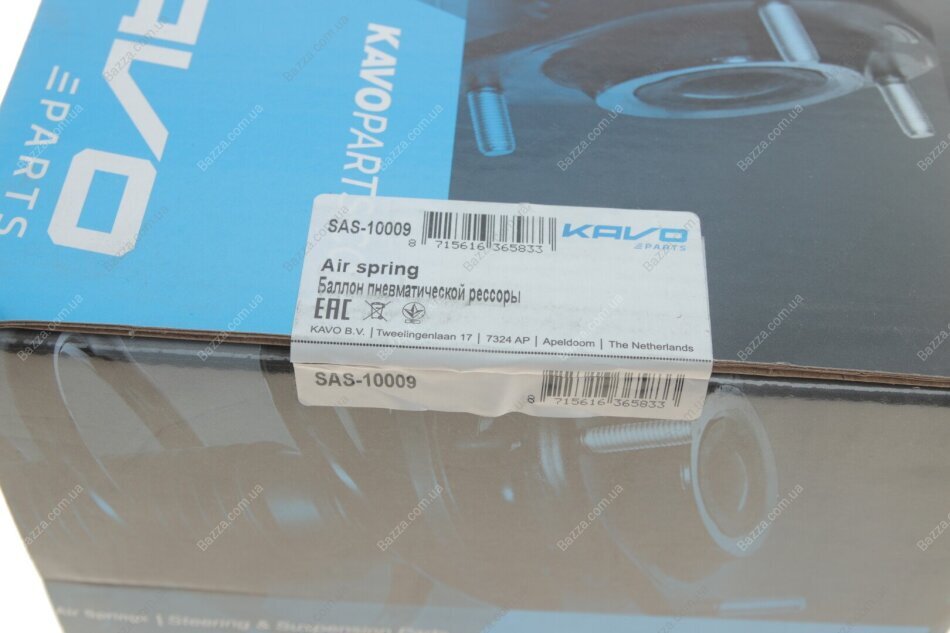 KAVO
PARTS
KAVOPARTS
SAS-10009
8 715616 365833
KAVO
PARTS
Air spring
Баллон пневматической рессоры
EAC
KAVO B.V. | Tweelingenlaan 17 | 7324 AP | Apeldoorn | The Netherlands
SAS-10009
8 715616 365833
Air Springs | Steering & Suspension Parts
Bazza.com.ua